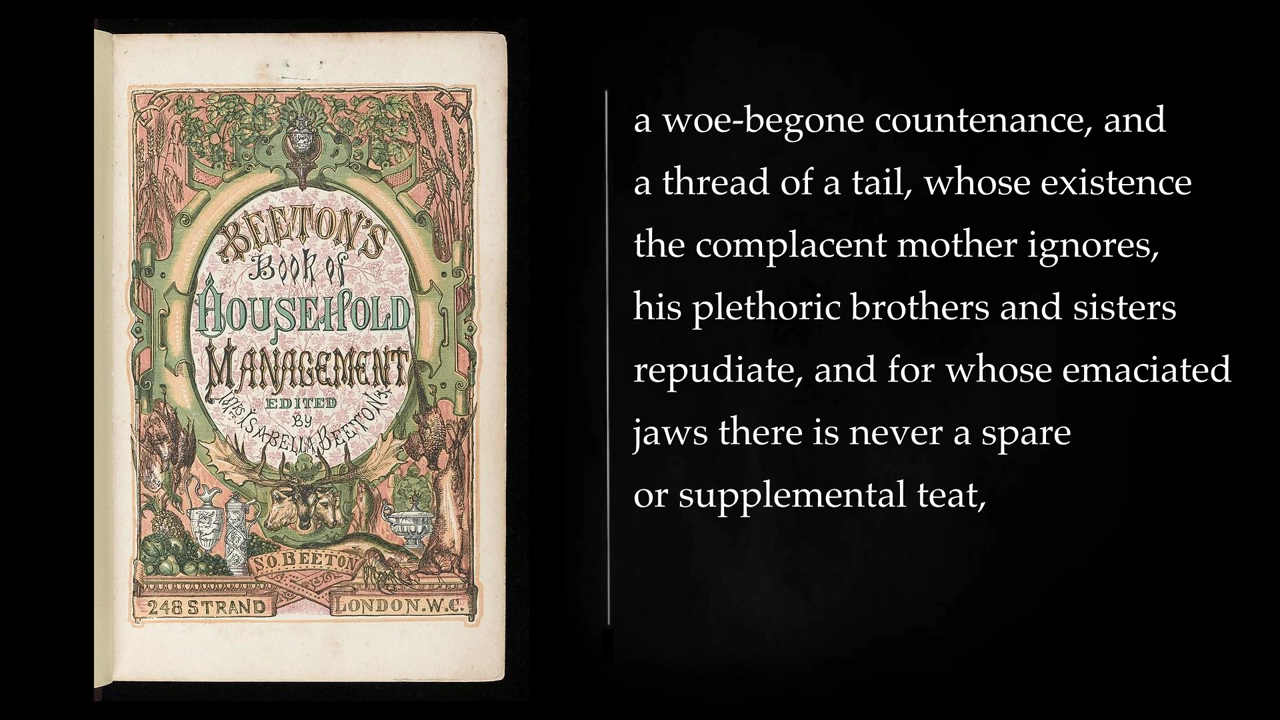 BEETON'S
Book of
HOUSEHOLD
MANAGEMENT
EDITED
BY
MRS ISABELLA BEETON.
S.O. BEETON
248 STRAND
LONDON. W.C.
a woe-begone countenance, and
a thread of a tail, whose existence
the complacent mother ignores,
his plethoric brothers and sisters
repudiate, and for whose emaciated
jaws there is never a spare
or supplemental teat,